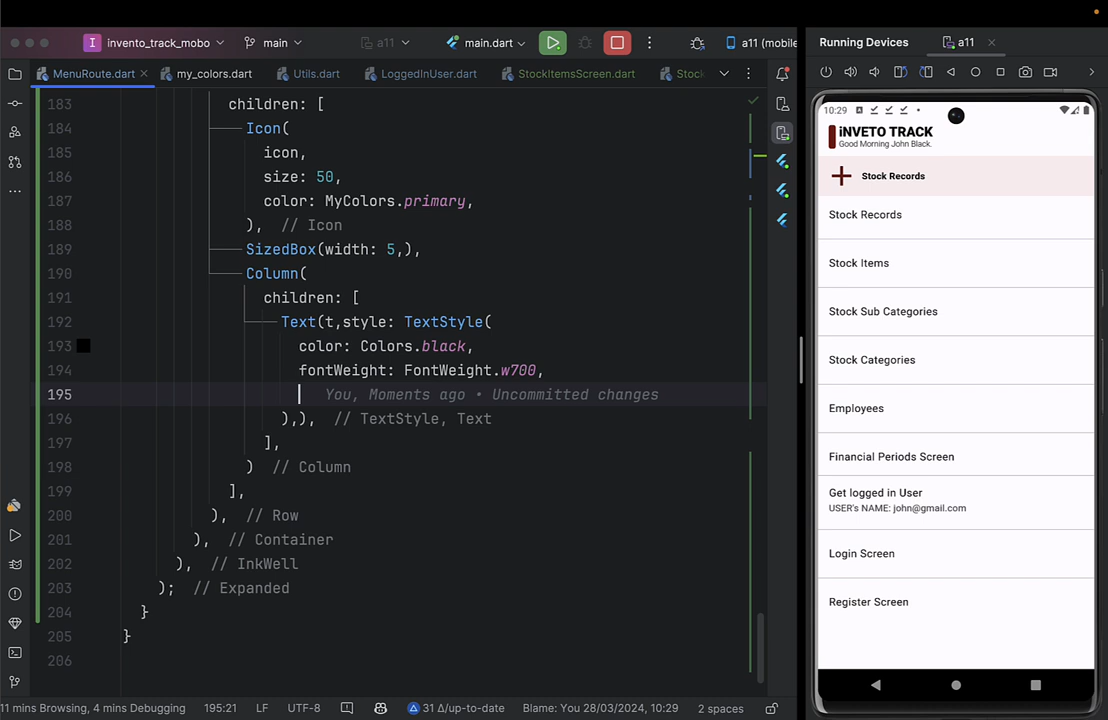 I invento_track_mobo main a11 main.dart a11 (mobile Running Devices a11
MenuRoute.dart my_colors.dart Utils.dart LoggedInUser.dart StockItemsScreen.dart Stock
183 children: [
184 Icon(
185 icon,
186 size: 50,
187 color: MyColors.primary,
188 ), // Icon
189 SizedBox(width: 5,),
190 Column(
191 children: [
192 Text(t,style: TextStyle(
193 color: Colors.black,
194 fontWeight: FontWeight.w700,
195 You, Moments ago • Uncommitted changes
196 ),), // TextStyle, Text
197 ],
198 ) // Column
199 ],
200 ), // Row
201 ), // Container
202 ), // InkWell
203 ); // Expanded
204 }
205 }
206
11 mins Browsing, 4 mins Debugging 195:21 LF UTF-8 31 Δ/up-to-date Blame: You 28/03/2024, 10:29 2 spaces
10:29
iNVETO TRACK
Good Morning John Black.
Stock Records
Stock Records
Stock Items
Stock Sub Categories
Stock Categories
Employees
Financial Periods Screen
Get logged in User
USER's NAME: john@gmail.com
Login Screen
Register Screen